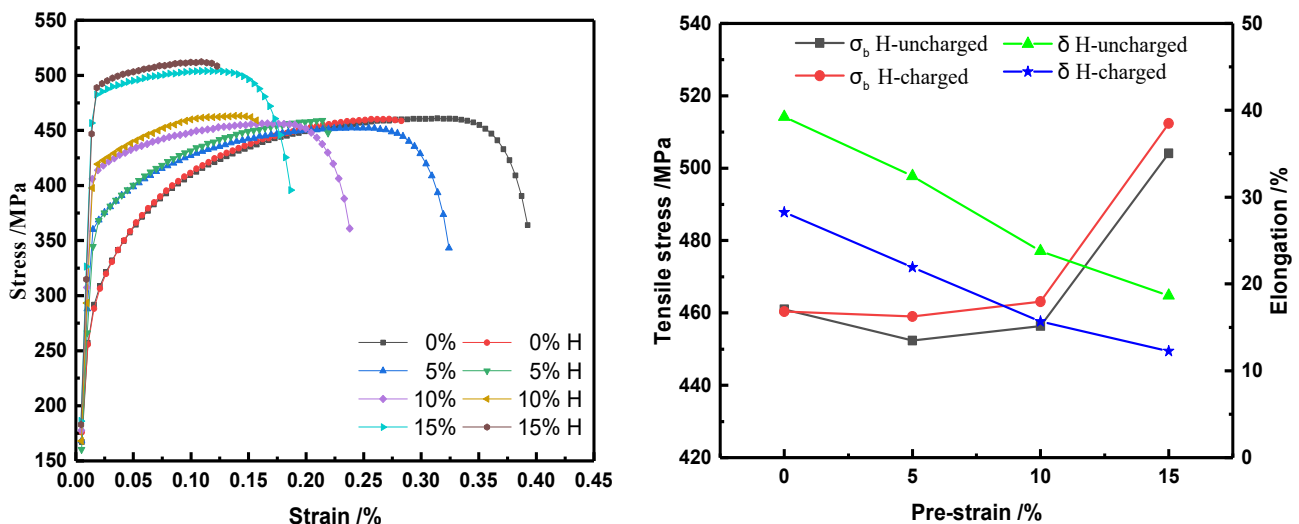 550
500
450
400
350
300
250
200
150
Stress /MPa
0% 0% H
5% 5% H
10% 10% H
15% 15% H
0.00 0.05 0.10 0.15 0.20 0.25 0.30 0.35 0.40 0.45
Strain /%
σb H-uncharged δ H-uncharged
σb H-charged δ H-charged
540
520
500
480
460
440
420
Tensile stress /MPa
50
40
30
20
10
0
Elongation /%
0 5 10 15
Pre-strain /%